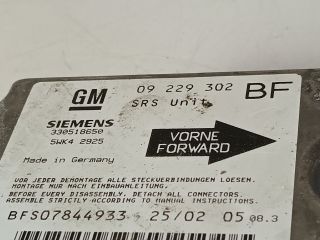 GM
09 229 302 BF
SRS Unit
SIEMENS
330518650
5WK4 2925
VORNE
FORWARD
Made in Germany
VOR JEDER DEMONTAGE ALLE STECKVERBINDUNGEN LOESEN.
MONTAGE NUR NACH EINBAUANLEITUNG.
BEFORE EVERY DISASSEMBLY. DETACH ALL CONNECTORS.
ASSEMBLE STRICTLY ACCORDING TO MANUAL INSTRUCTIONS.
BFS07844933 25/02 05 08.3